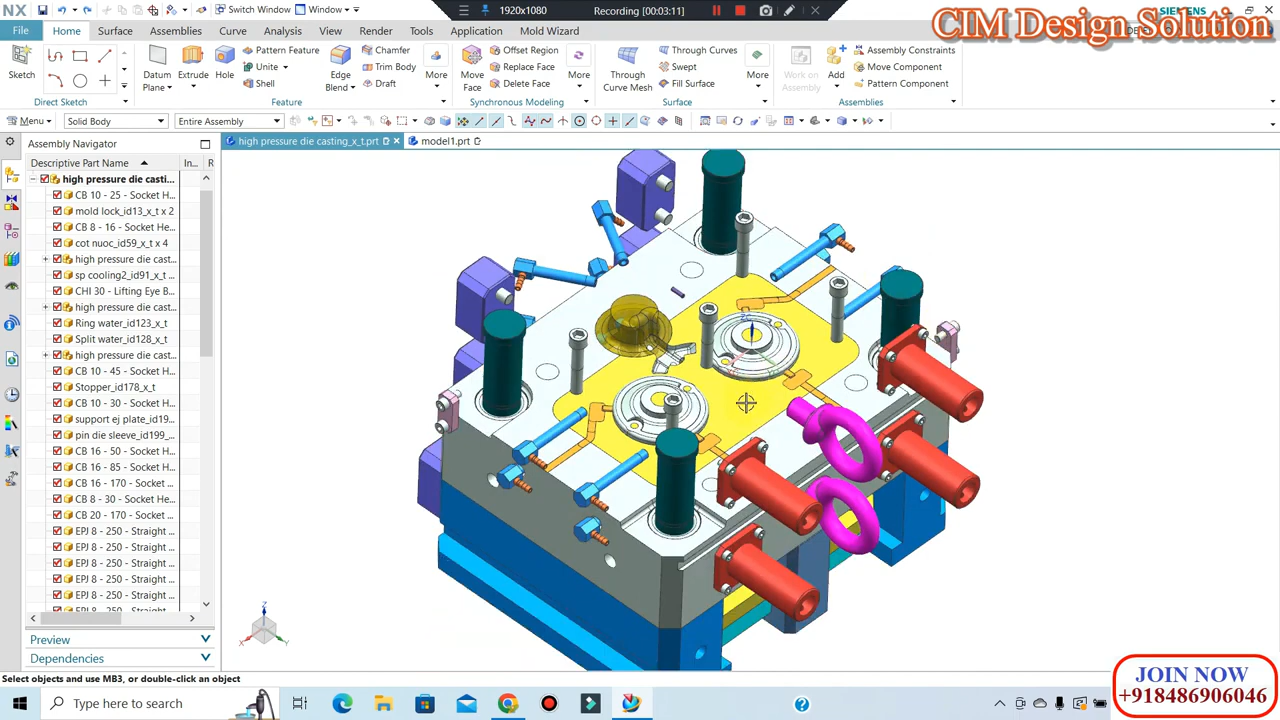 NX
Switch Window
Window
1920x1080
Recording [00:03:11]
SIEMENS
CIM Design Solution
File
Home
Surface
Assemblies
Curve
Analysis
View
Render
Tools
Application
Mold Wizard
Sketch
Direct Sketch
Datum Plane
Extrude
Hole
Pattern Feature
Unite
Shell
Edge Blend
Chamfer
Trim Body
Draft
More
Feature
Move Face
Offset Region
Replace Face
Delete Face
More
Synchronous Modeling
Through Curve Mesh
Through Curves
Swept
Fill Surface
More
Surface
Work on Assembly
Add
Assembly Constraints
Move Component
Pattern Component
Assemblies
Menu
Solid Body
Entire Assembly
Assembly Navigator
high pressure die casting_x_t.prt
model1.prt
Descriptive Part Name
In...
R
high pressure die casti...
CB 10 - 25 - Socket H...
mold lock_id13_x_t x 2
CB 8 - 16 - Socket He...
cot nuoc_id59_x_t x 4
high pressure die cast...
sp cooling2_id91_x_t ...
CHI 30 - Lifting Eye B...
high pressure die cast...
Ring water_id123_x_t
Split water_id128_x_t
high pressure die cast...
CB 10 - 45 - Socket H...
Stopper_id178_x_t...
CB 10 - 30 - Socket H...
support ej plate_id19...
pin die sleeve_id199_...
CB 16 - 50 - Socket H...
CB 16 - 85 - Socket H...
CB 16 - 170 - Socket ...
CB 8 - 30 - Socket He...
CB 20 - 170 - Socket ...
EPJ 8 - 250 - Straight ...
EPJ 8 - 250 - Straight ...
EPJ 8 - 250 - Straight ...
EPJ 8 - 250 - Straight ...
EPJ 8 - 250 - Straight ...
EPJ 8 - 250 - Straight ...
Preview
Dependencies
Z
X
Y
Select objects and use MB3, or double-click an object
Type here to search
JOIN NOW
+918486906046